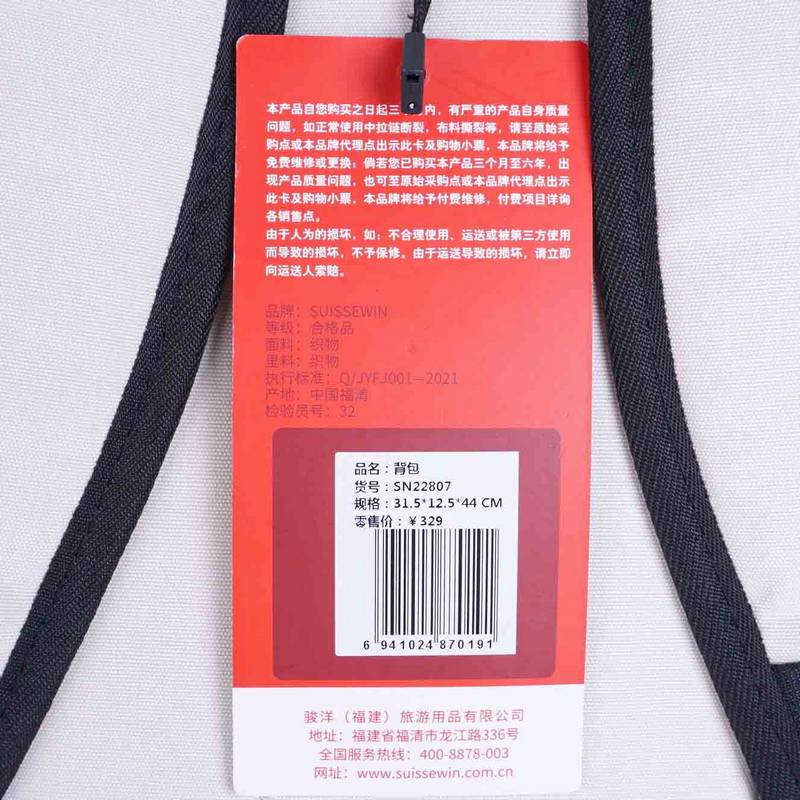 本产品自您购买之日起三 内，有严重的产品自身质量
问题，如正常使用中拉链断裂，布料撕裂等，请至原始采
购点或本品牌代理点出示此卡及购物小票，本品牌将给予
免费维修或更换；倘若您已购买本产品三个月至六年，出
现产品质量问题，也可至原始采购点或本品牌代理点出示
此卡及购物小票，本品牌将给予付费维修，付费项目详询
各销售点。
由于人为的损坏，如：不合理使用、运送或被第三方使用
而导致的损坏，不予保修。由于运送导致的损坏，请立即
向运送人索赔。
品牌：SUISSEWIN
等级：合格品
面料：织物
里料：织物
执行标准：Q/JYFJ001—2021
产地：中国福清
检验员号：32
品名：背包
货号：SN22807
规格：31.5*12.5*44 CM
零售价：￥329
6 941024 870191
骏洋（福建）旅游用品有限公司
地址：福建省福清市龙江路336号
全国服务热线：400-8878-003
网址：www.suissewin.com.cn